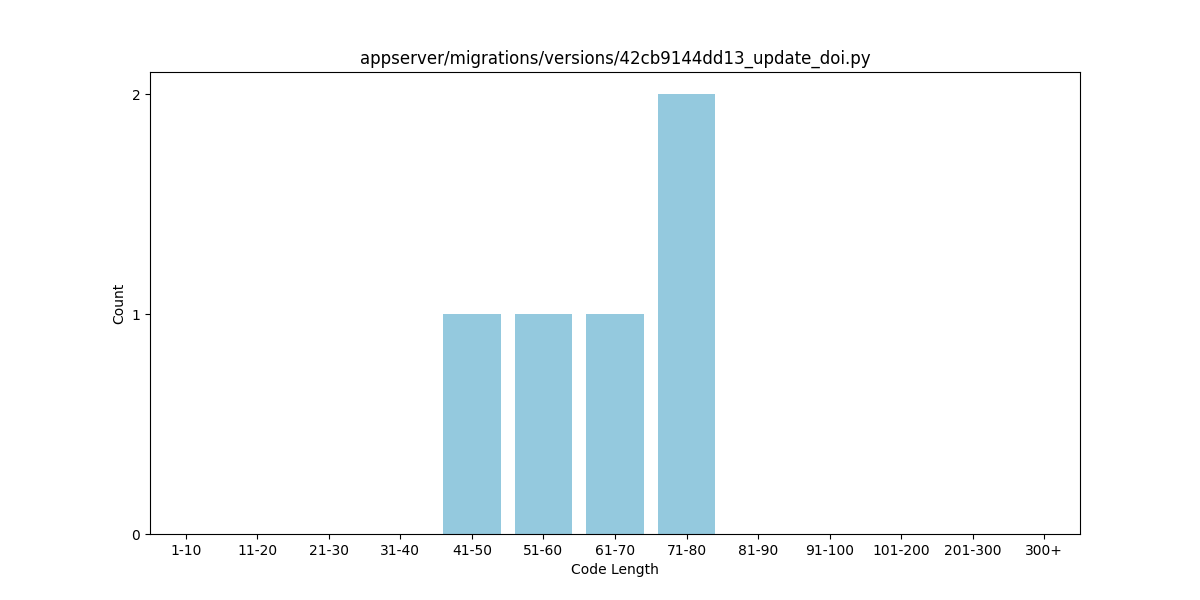 appserver/migrations/versions/42cb9144dd13_update_doi.py
Count
2
1
0
1-10 11-20 21-30 31-40 41-50 51-60 61-70 71-80 81-90 91-100 101-200 201-300 300+
Code Length